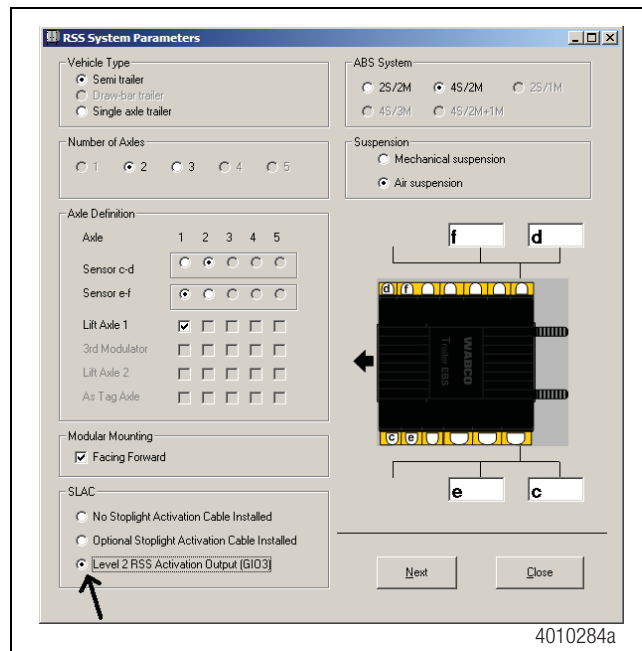 RSS System Parameters
Vehicle Type
Semi trailer
Draw-bar trailer
Single axle trailer
ABS System
2S/2M 4S/2M 2S/1M
4S/3M 4S/2M+1M
Number of Axles
1 2 3 4 5
Suspension
Mechanical suspension
Air suspension
Axle Definition
Axle 1 2 3 4 5
Sensor c-d
Sensor e-f
Lift Axle 1
3rd Modulator
Lift Axle 2
As Tag Axle
f d
d f
WABCO
Trailer EBS
c e
e c
Modular Mounting
Facing Forward
SLAC
No Stoplight Activation Cable Installed
Optional Stoplight Activation Cable Installed
Level 2 RSS Activation Output (GIO3)
Next Close
4010284a